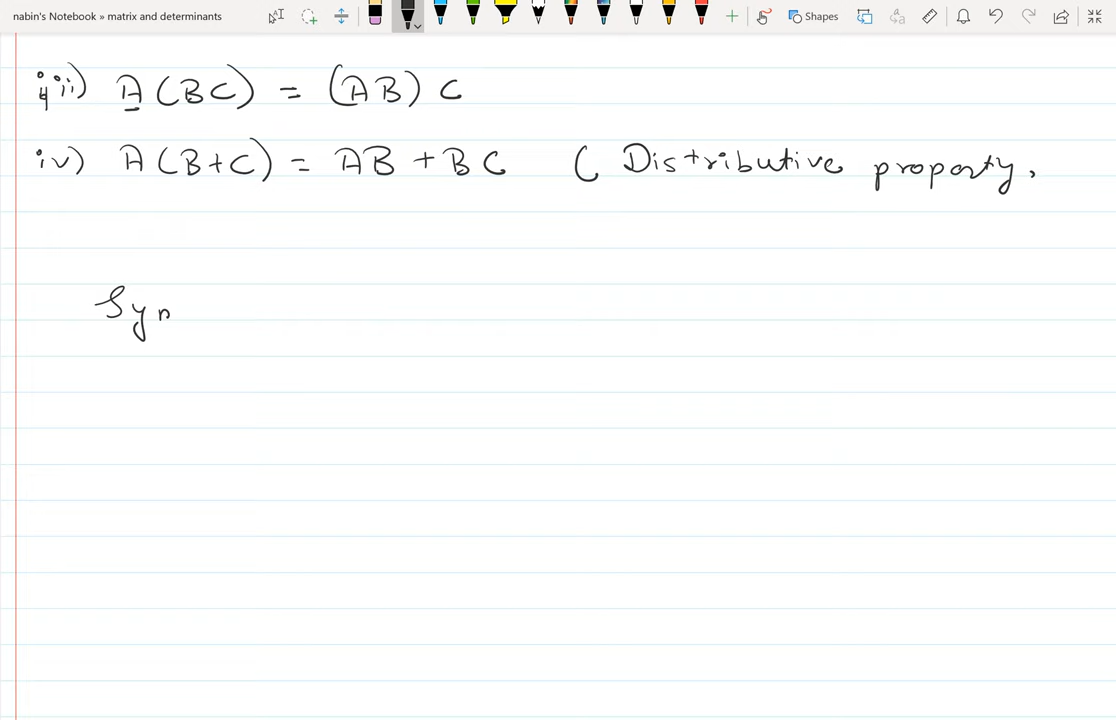 nabin's Notebook » matrix and determinants
Shapes
iii) A(BC) = (AB) C
iv) A(B+C) = AB + BC ( Distributive property,
Syn